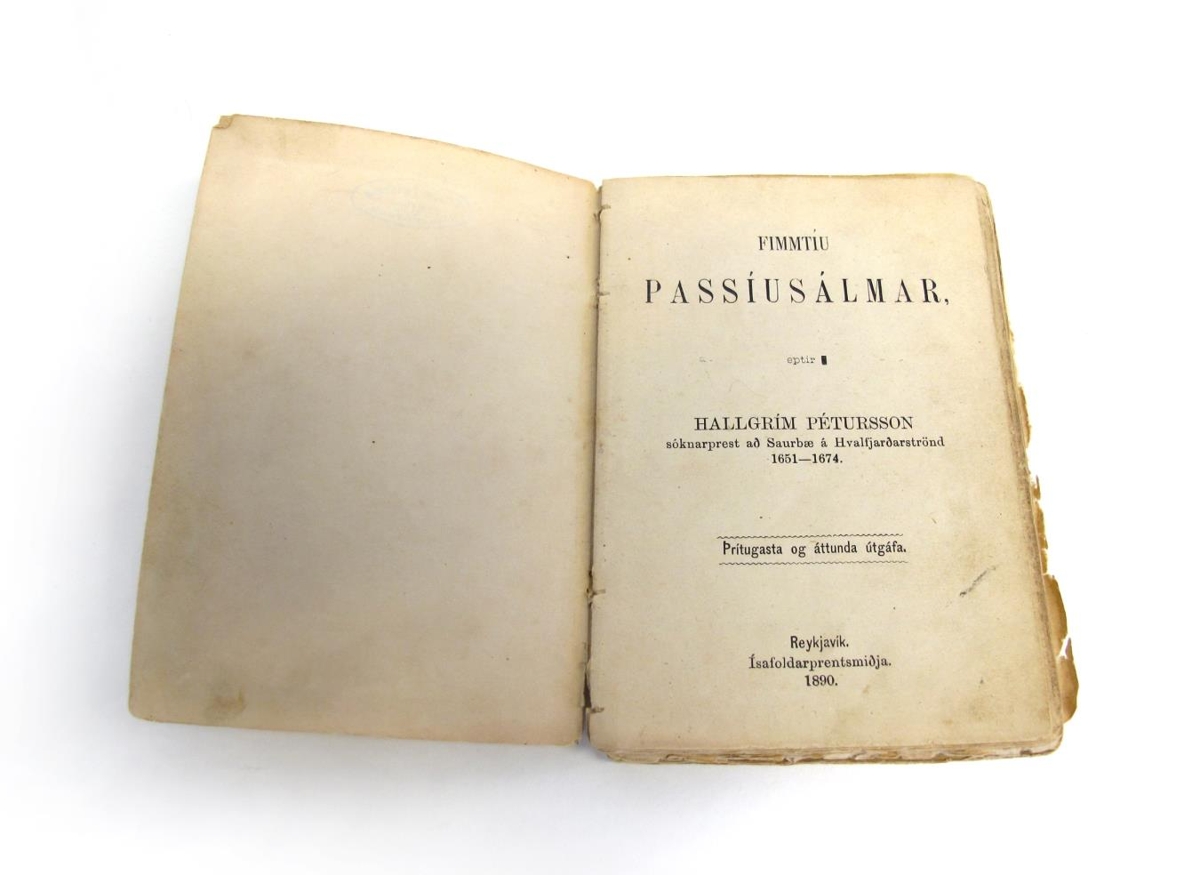 FIMMTÍU
PASSÍUSÁLMAR,
eptir
HALLGRÍM PÉTURSSON
sóknarprest að Saurbæ á Hvalfjarðarströnd
1651—1674.
Þrítugasta og áttunda útgáfa.
Reykjavík.
Ísafoldarprentsmiðja.
1890.